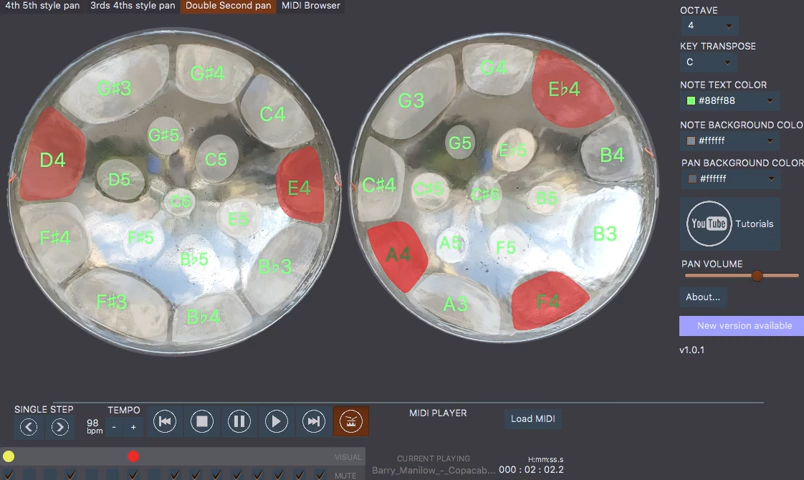 4th 5th style pan 3rds 4ths style pan Double Second pan MIDI Browser
OCTAVE
4
KEY TRANSPOSE
C
NOTE TEXT COLOR
#88ff88
NOTE BACKGROUND COLO
#ffffff
PAN BACKGROUND COLOR
#ffffff
You Tube Tutorials
PAN VOLUME
About...
New version available
v1.0.1
G♯3 G♯4 C4
G♯5
D4 D5 C5 E4
E5
F♯4 F♯5
B♭5 B♭3
F♯3 B♭4
G3 G4 E♭4
G5 E♭5 B4
C♯4 B5
B3
A4 A5 F5
A3 F4
SINGLE STEP TEMPO
98
bpm - +
MIDI PLAYER
Load MIDI
VISUAL
MUTE
CURRENT PLAYING H:mm:ss.s
Barry_Manilow_-_Copacab... 000 : 02 : 02.2